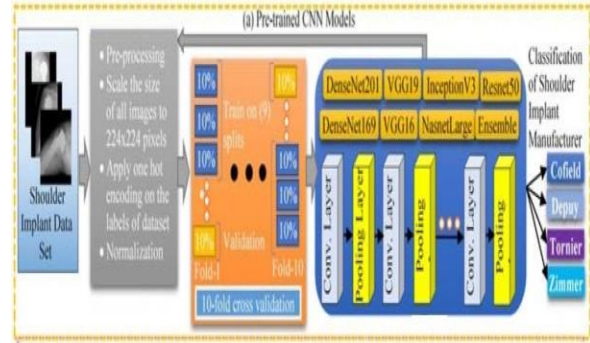 (a) Pre-trained CNN Models
Shoulder
Implant Data
Set
• Pre-processing
• Scale the size
of all images to
224x224 pixels
• Apply one hot
encoding on the
labels of dataset
• Normalization
10%
10%
10%
10%
Fold-1
Train on (9)
splits
Validation
10%
10%
10%
10%
Fold-10
10-fold cross validation
DenseNet201 VGG19 InceptionV3 Resnet50
DenseNet169 VGG16 NasnetLarge Ensemble
Conv. Layer
Pooling Layer
Conv. Layer
Pooling
Conv. Layer
Pooling
Classification
of Shoulder
Implant
Manufacturer
Cofield
Depuy
Tornier
Zimmer